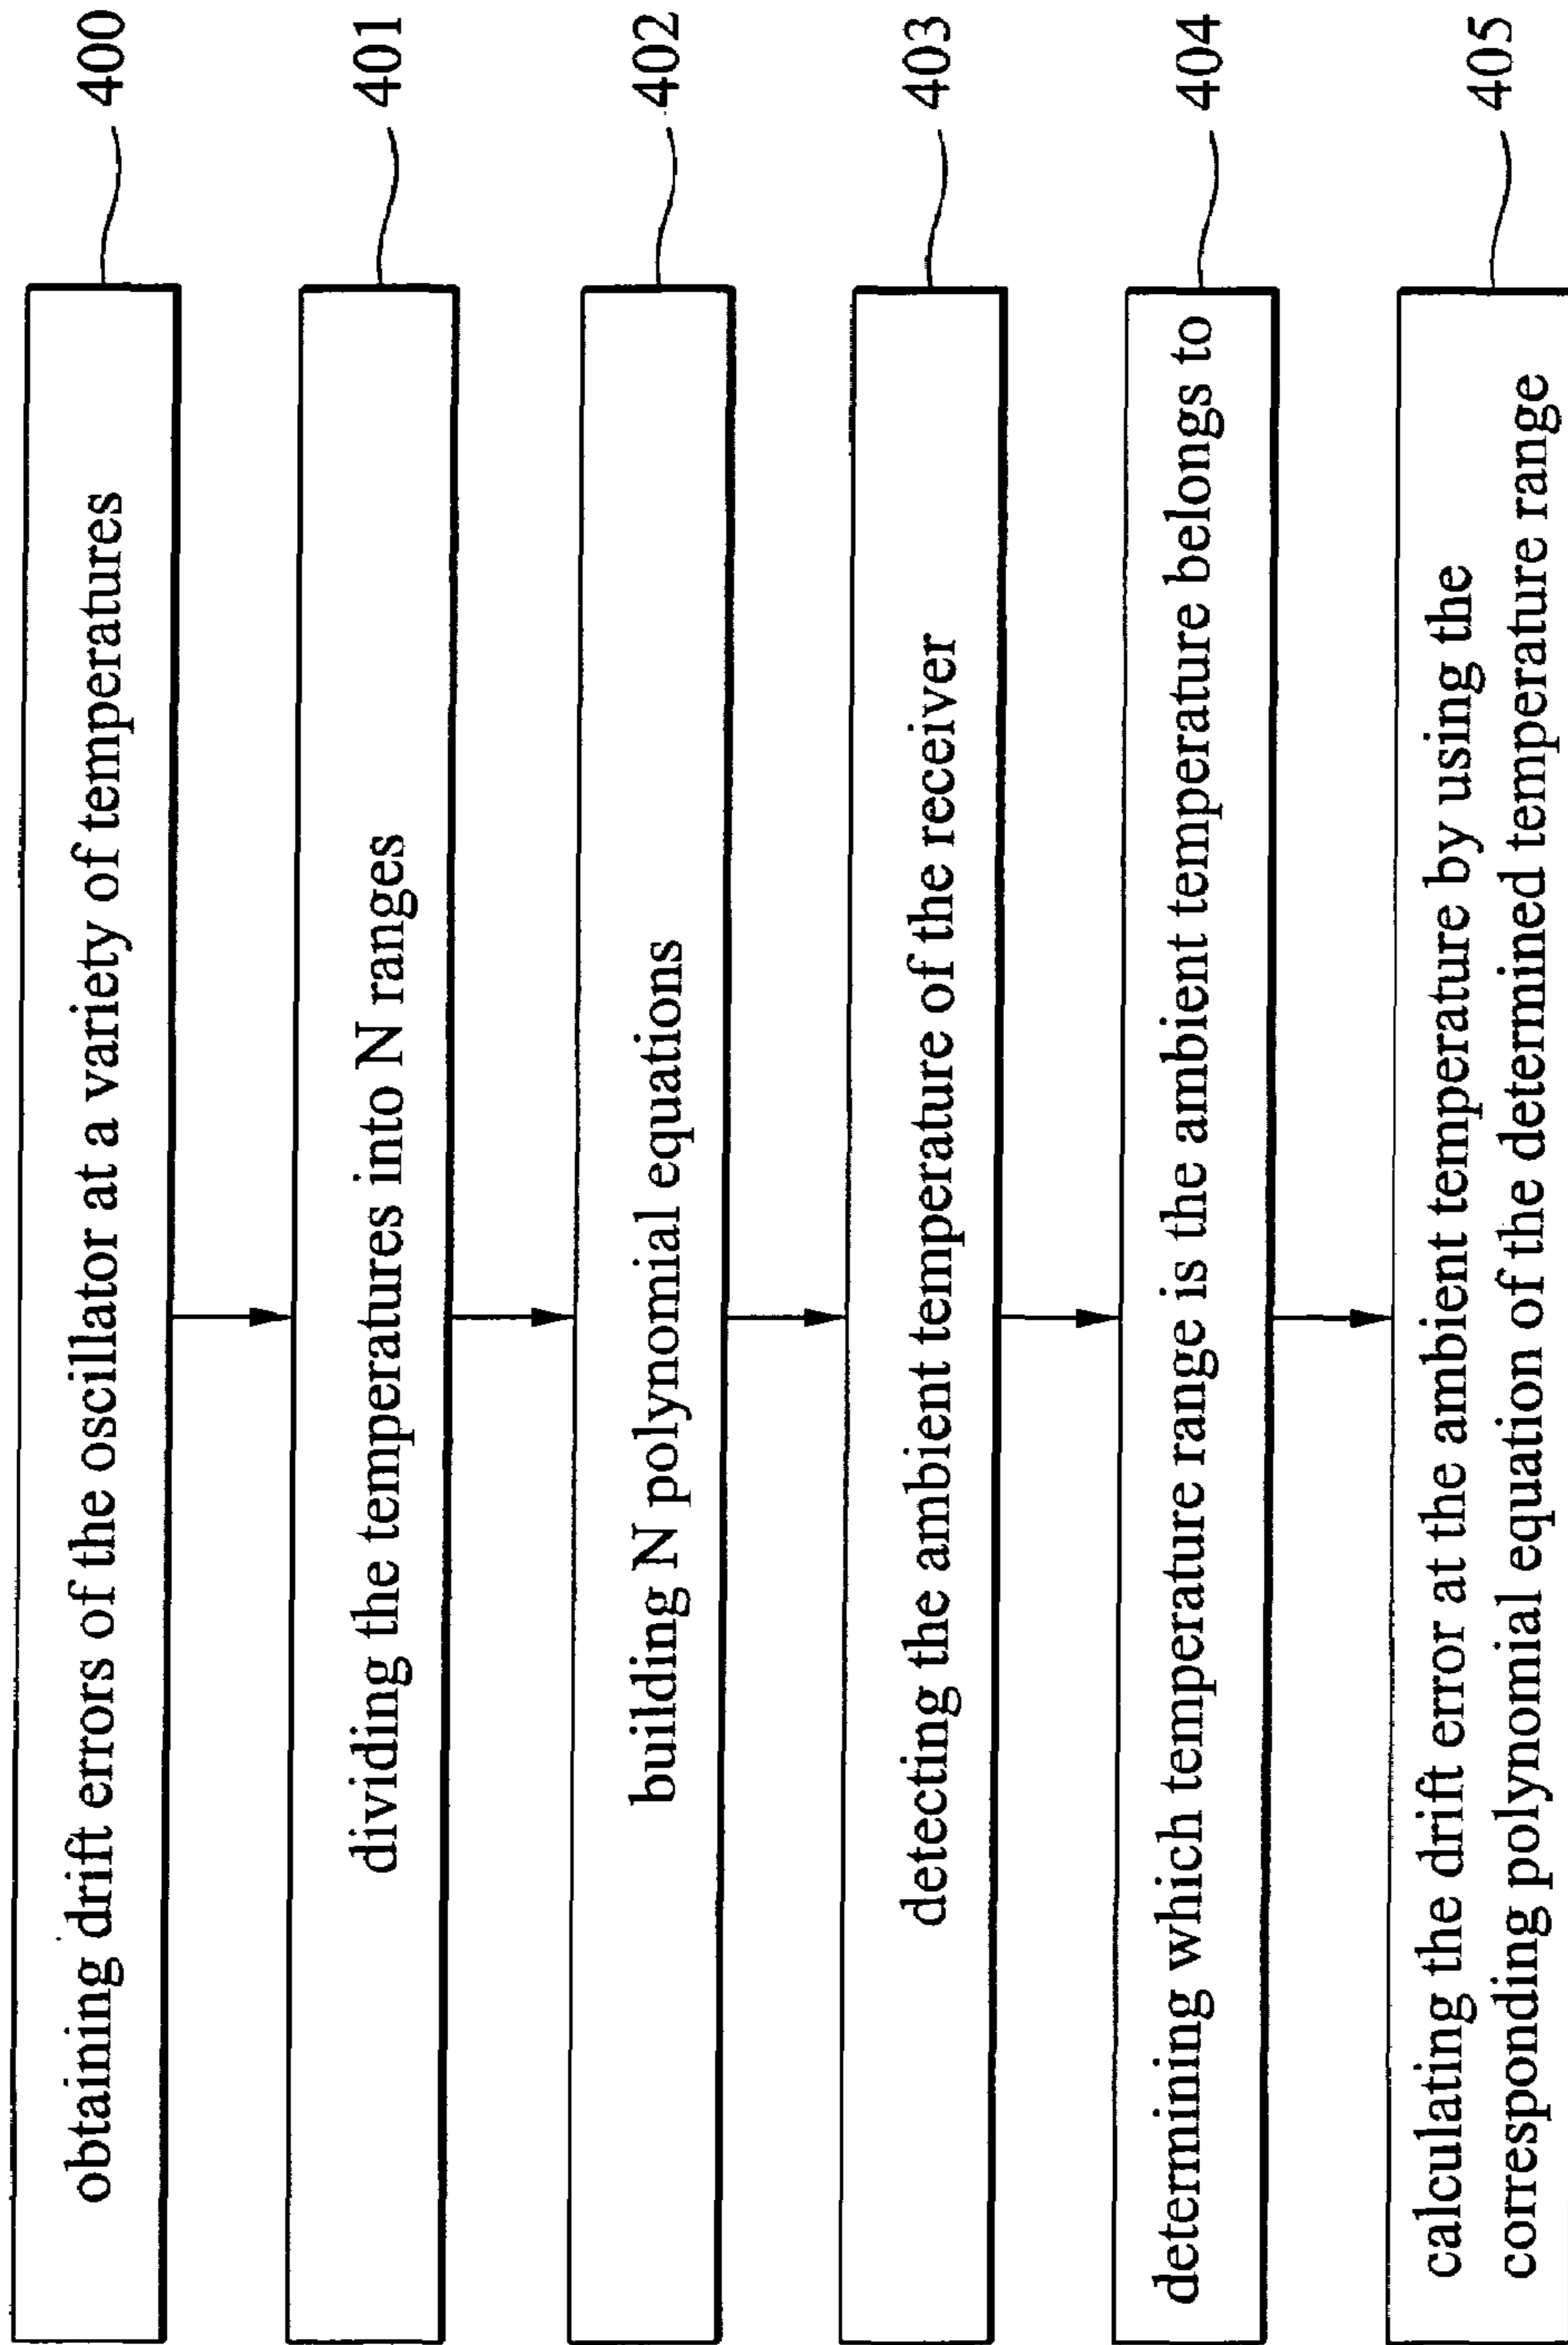 obtaining drift errors of the oscillator at a variety of temperatures
400
dividing the temperatures into N ranges
401
building N polynomial equations
402
detecting the ambient temperature of the receiver
403
determining which temperature range is the ambient temperature belongs to
404
calculating the drift error at the ambient temperature by using the
corresponding polynomial equation of the determined temperature range
405